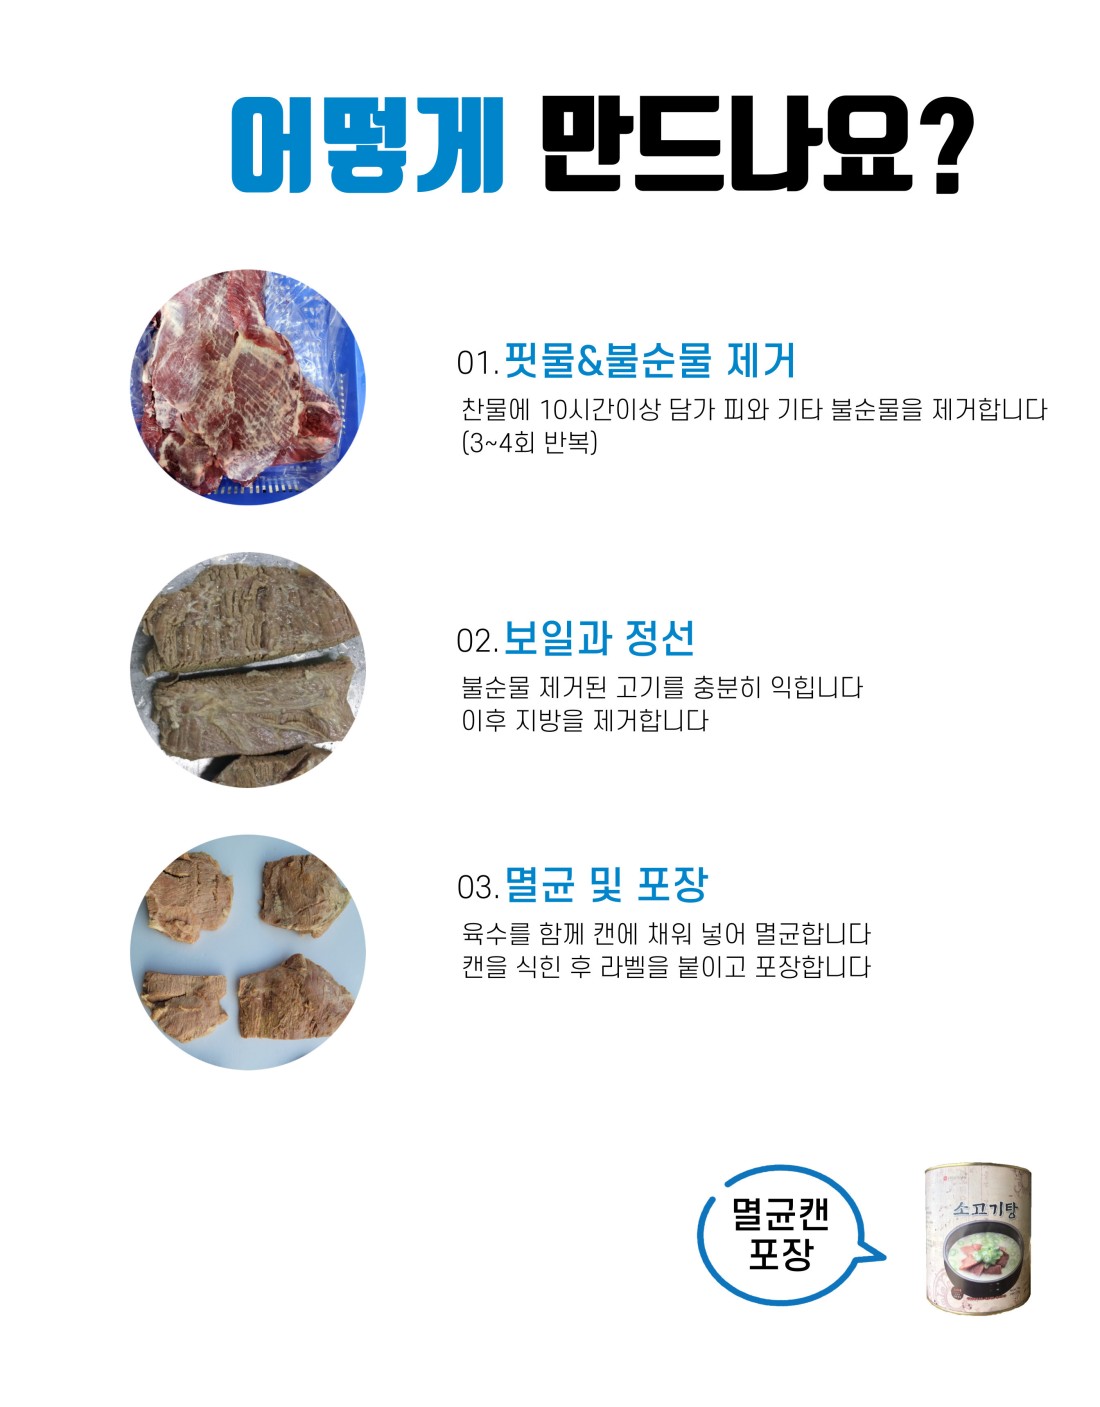 어떻게 만드나요?
01.핏물&불순물 제거
찬물에 10시간이상 담가 피와 기타 불순물을 제거합니다
(3~4회 반복)
02.보일과 정선
불순물 제거된 고기를 충분히 익힙니다
이후 지방을 제거합니다
03.멸균 및 포장
육수를 함께 캔에 채워 넣어 멸균합니다
캔을 식힌 후 라벨을 붙이고 포장합니다
멸균캔
포장
소고기탕